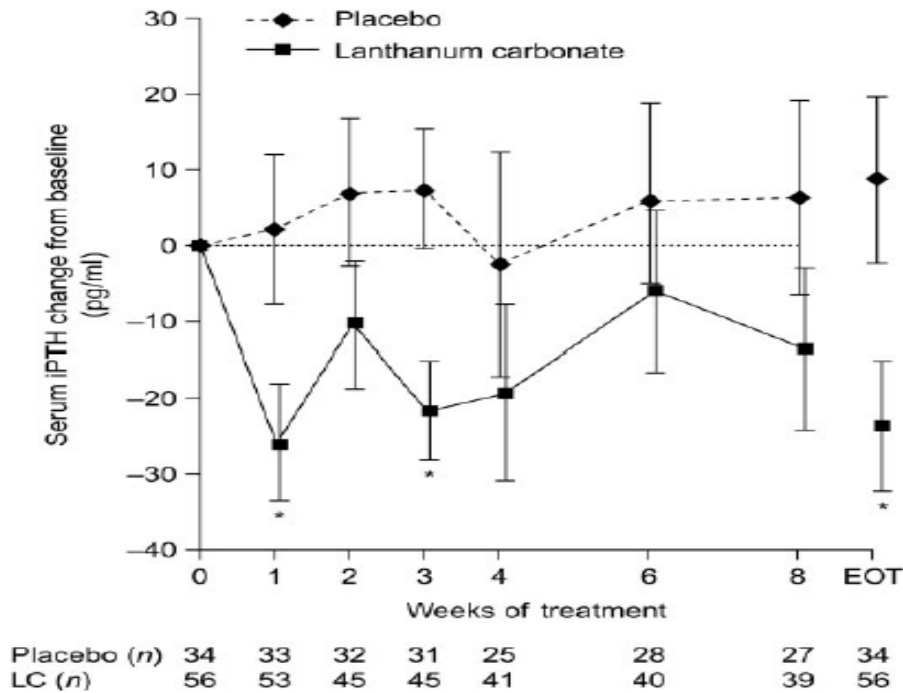 Placebo
Lanthanum carbonate
30
20
10
0
–10
–20
–30
–40
Serum iPTH change from baseline
(pg/ml)
*
*
*
0 1 2 3 4 6 8 EOT
Weeks of treatment
Placebo (n) 34 33 32 31 25 28 27 34
LC (n) 56 53 45 45 41 40 39 56